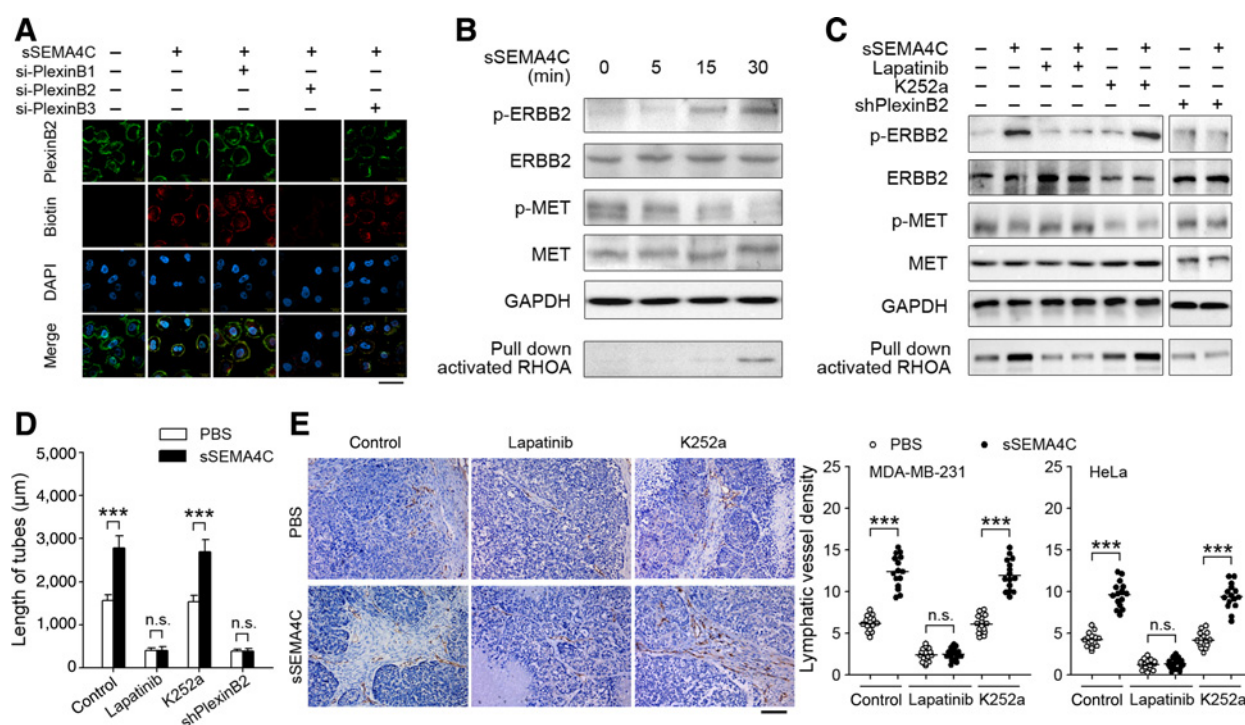 A
sSEMA4C – + + + +
si-PlexinB1 – – + – –
si-PlexinB2 – – – + –
si-PlexinB3 – – – – +
PlexinB2
Biotin
DAPI
Merge
B
sSEMA4C
(min) 0 5 15 30
p-ERBB2
ERBB2
p-MET
MET
GAPDH
Pull down
activated RHOA
C
sSEMA4C – + – + – + – +
Lapatinib – – + + – – – –
K252a – – – – + + – –
shPlexinB2 – – – – – – + +
p-ERBB2
ERBB2
p-MET
MET
GAPDH
Pull down
activated RHOA
D
PBS
sSEMA4C
Length of tubes (µm)
5,000
4,000
3,000
2,000
1,000
0
*** n.s. *** n.s.
Control Lapatinib K252a shPlexinB2
E
Control Lapatinib K252a
PBS
sSEMA4C
PBS sSEMA4C
Lymphatic vessel density
MDA-MB-231
20
15
10
5
0
*** n.s. ***
Control Lapatinib K252a
HeLa
20
15
10
5
0
*** n.s. ***
Control Lapatinib K252a